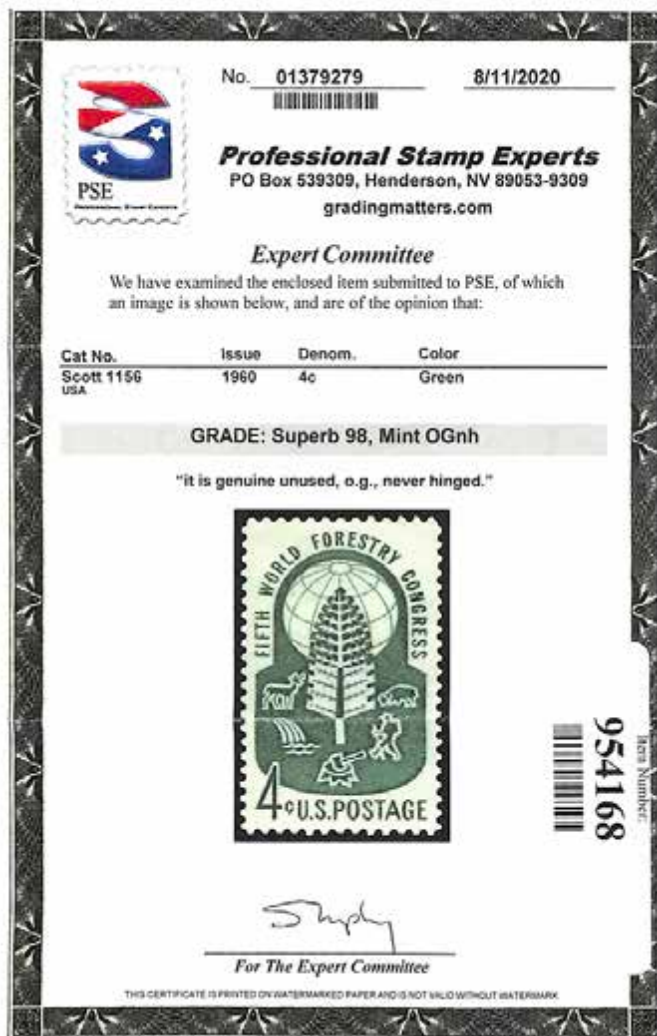 No. 01379279 8/11/2020
PSE
Professional Stamp Experts
Professional Stamp Experts
PO Box 539309, Henderson, NV 89053-9309
gradingmatters.com
Expert Committee
We have examined the enclosed item submitted to PSE, of which
an image is shown below, and are of the opinion that:
Cat No. Issue Denom. Color
Scott 1156 1960 4c Green
USA
GRADE: Superb 98, Mint OGnh
"it is genuine unused, o.g., never hinged."
FIFTH WORLD FORESTRY CONGRESS
4¢ U.S. POSTAGE
Item Number:
954168
For The Expert Committee
THIS CERTIFICATE IS PRINTED ON WATERMARKED PAPER AND IS NOT VALID WITHOUT WATERMARK